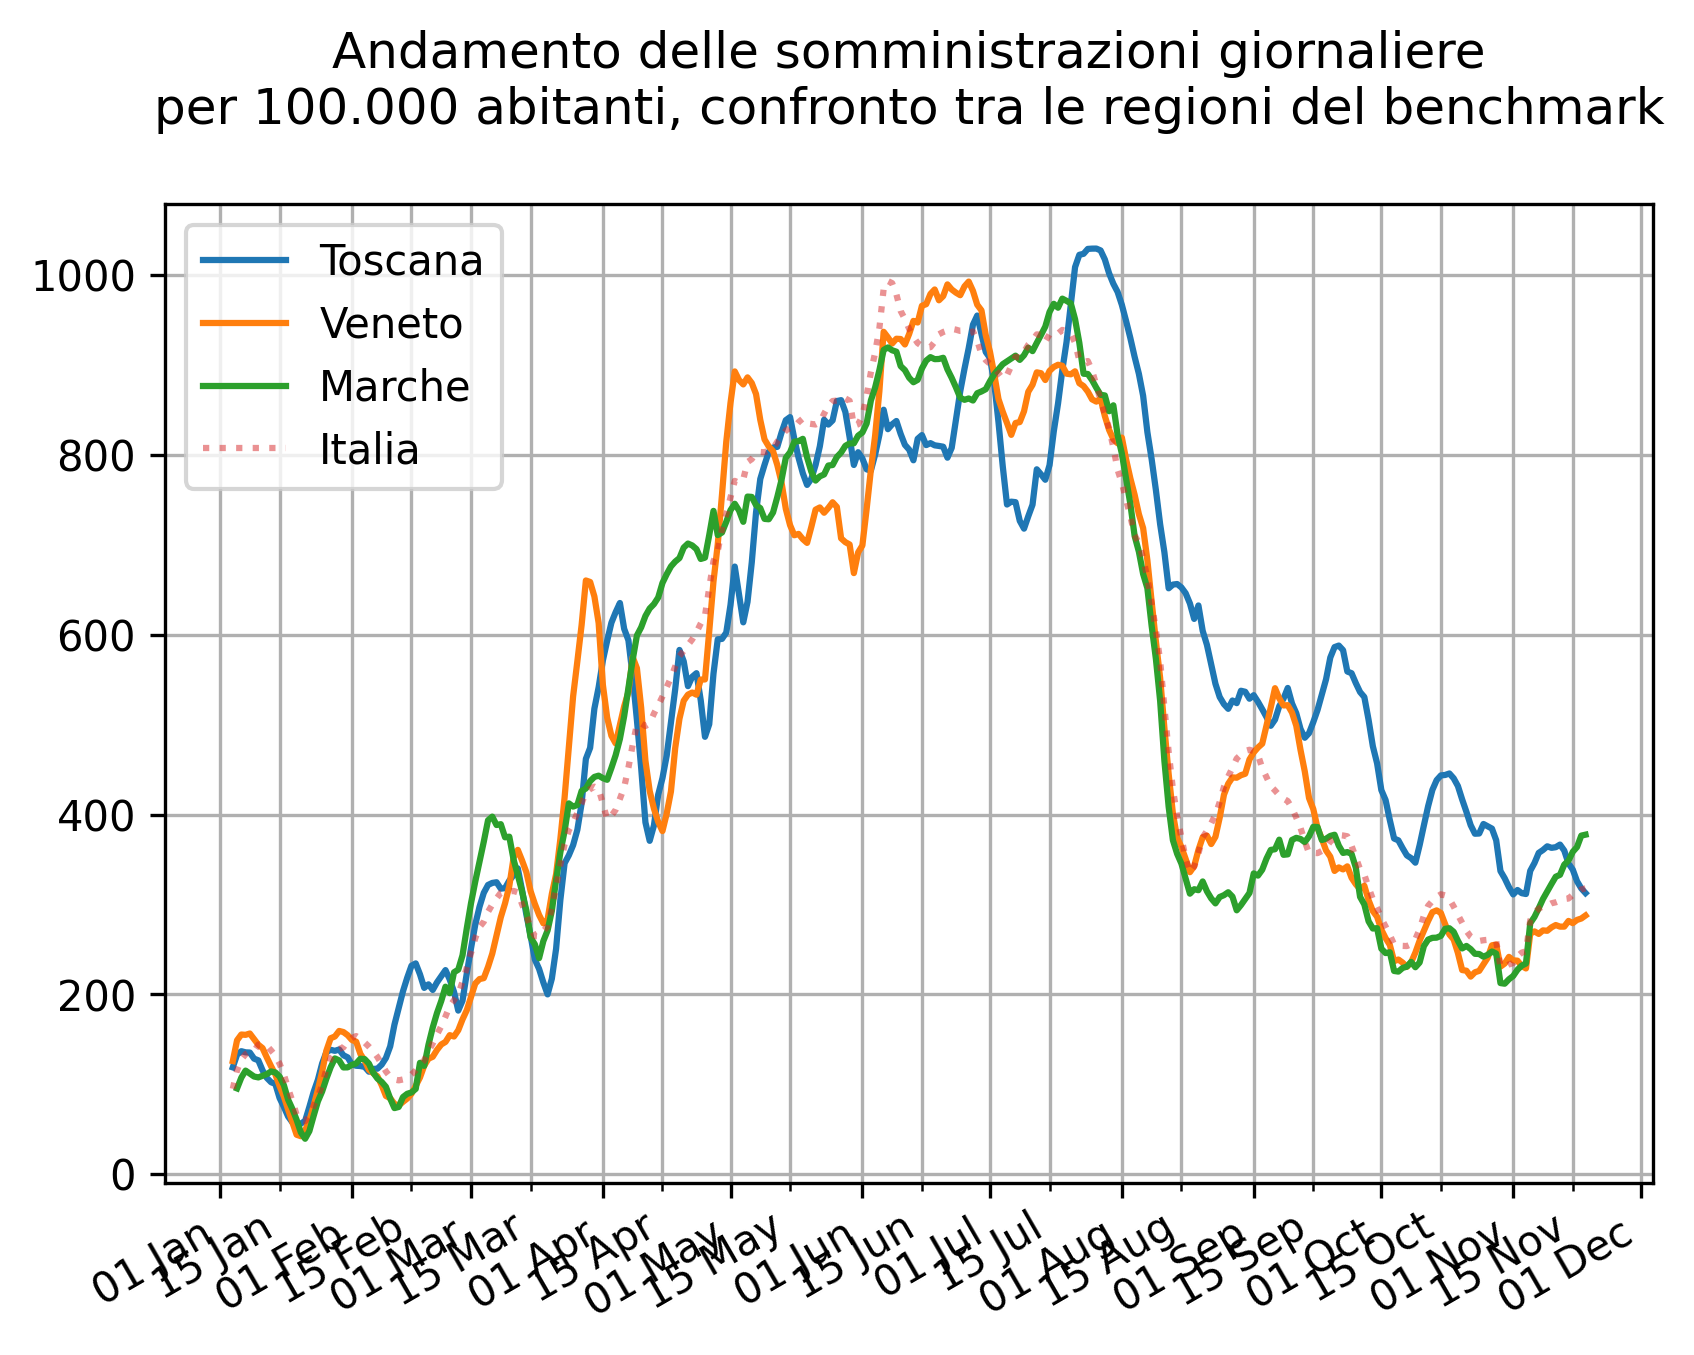 Andamento delle somministrazioni giornaliere
per 100.000 abitanti, confronto tra le regioni del benchmark
Toscana
Veneto
Marche
Italia
1000
800
600
400
200
0
01 Jan
15 Jan
01 Feb
15 Feb
01 Mar
15 Mar
01 Apr
15 Apr
01 May
15 May
01 Jun
15 Jun
01 Jul
15 Jul
01 Aug
15 Aug
01 Sep
15 Sep
01 Oct
15 Oct
01 Nov
15 Nov
01 Dec